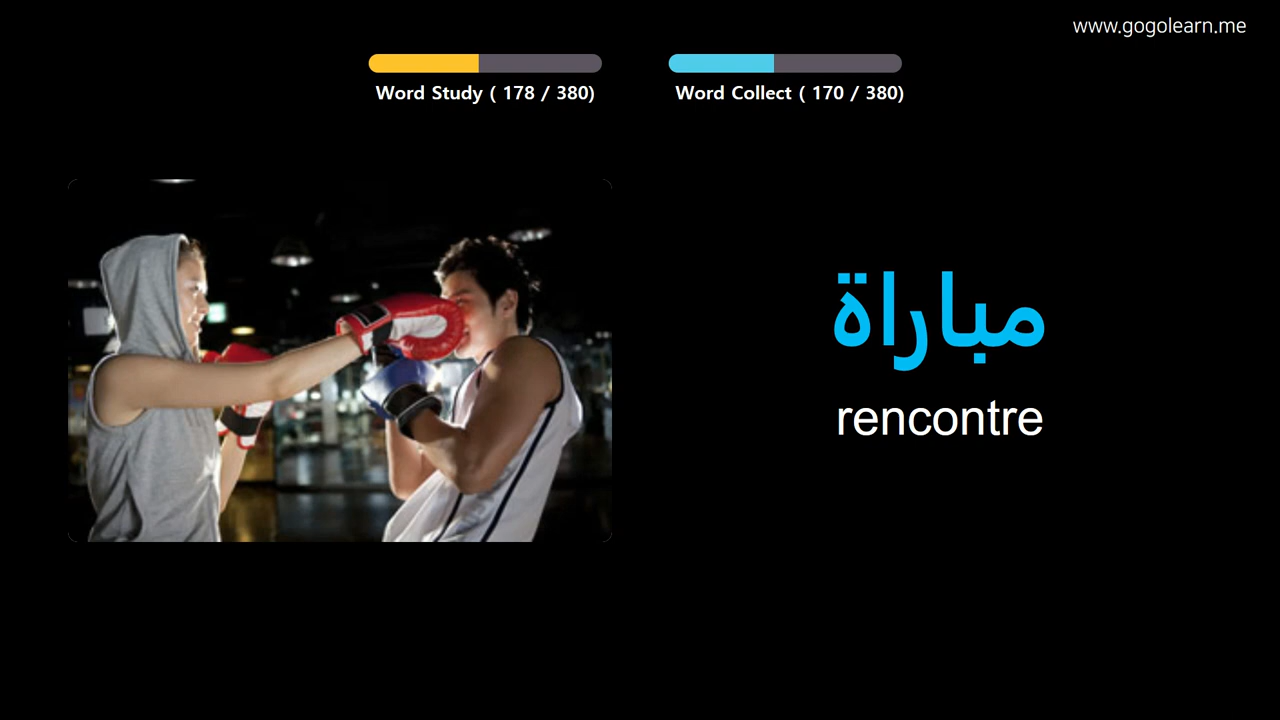 www.gogolearn.me
Word Study ( 178 / 380)
Word Collect ( 170 / 380)
مباراة
rencontre